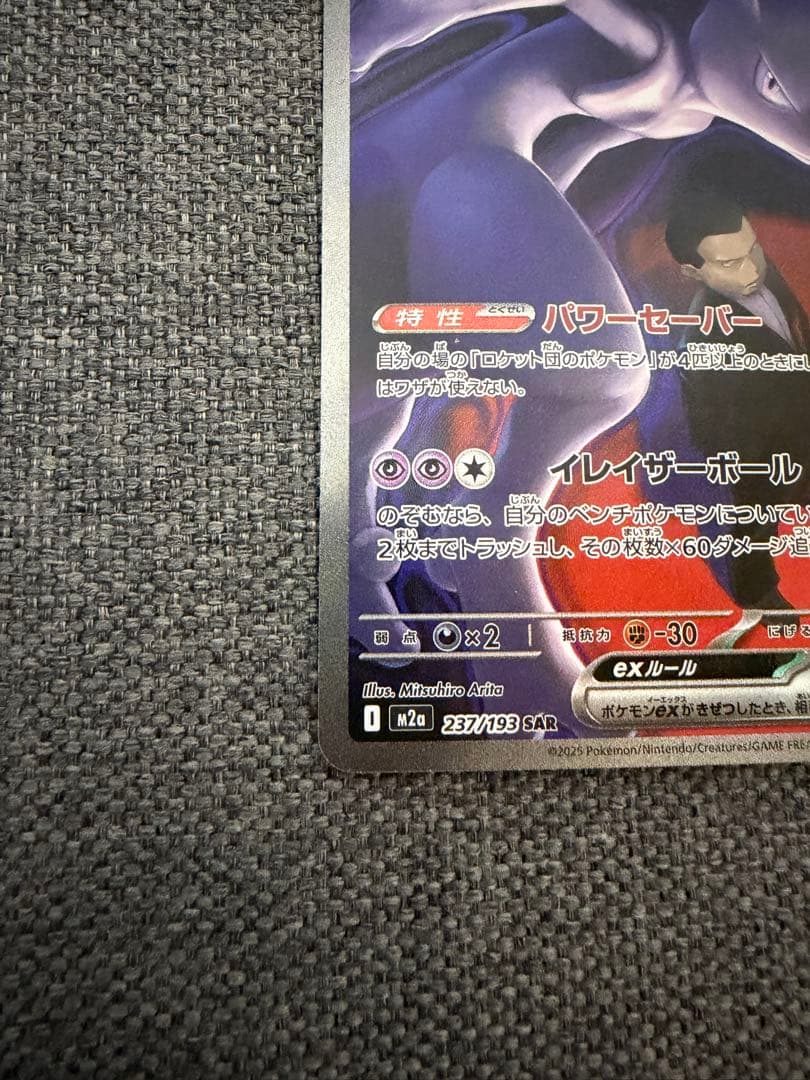 特性 とくせい パワーセーバー
自分の場の「ロケット団のポケモン」が4匹以上のときにし
はワザが使えない。
イレイザーボール
のぞむなら、自分のベンチポケモンについてい
2枚までトラッシュし、その枚数×60ダメージ追
弱点 ×2 抵抗力 -30 にげる
exルール
Illus. Mitsuhiro Arita
ポケモンexがきぜつしたとき、相
I M2a 237/193 SAR
©2025 Pokémon/Nintendo/Creatures/GAME FRE